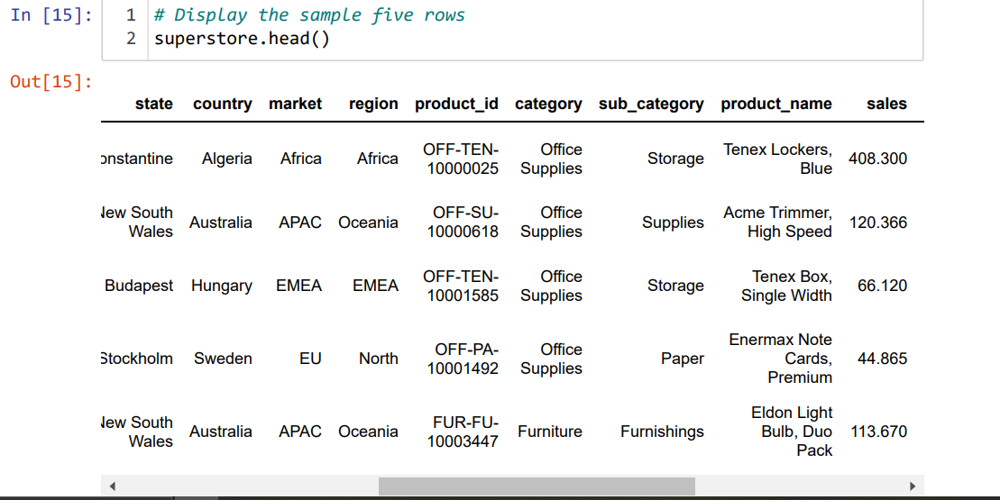 In [15]:
1 # Display the sample five rows
2 superstore.head()
Out[15]:
state country market region product_id category sub_category product_name sales
onstantine Algeria Africa Africa OFF-TEN-10000025 Office Supplies Storage Tenex Lockers, Blue 408.300
New South Wales Australia APAC Oceania OFF-SU-10000618 Office Supplies Supplies Acme Trimmer, High Speed 120.366
Budapest Hungary EMEA EMEA OFF-TEN-10001585 Office Supplies Storage Tenex Box, Single Width 66.120
Stockholm Sweden EU North OFF-PA-10001492 Office Supplies Paper Enermax Note Cards, Premium 44.865
New South Wales Australia APAC Oceania FUR-FU-10003447 Furniture Furnishings Eldon Light Bulb, Duo Pack 113.670